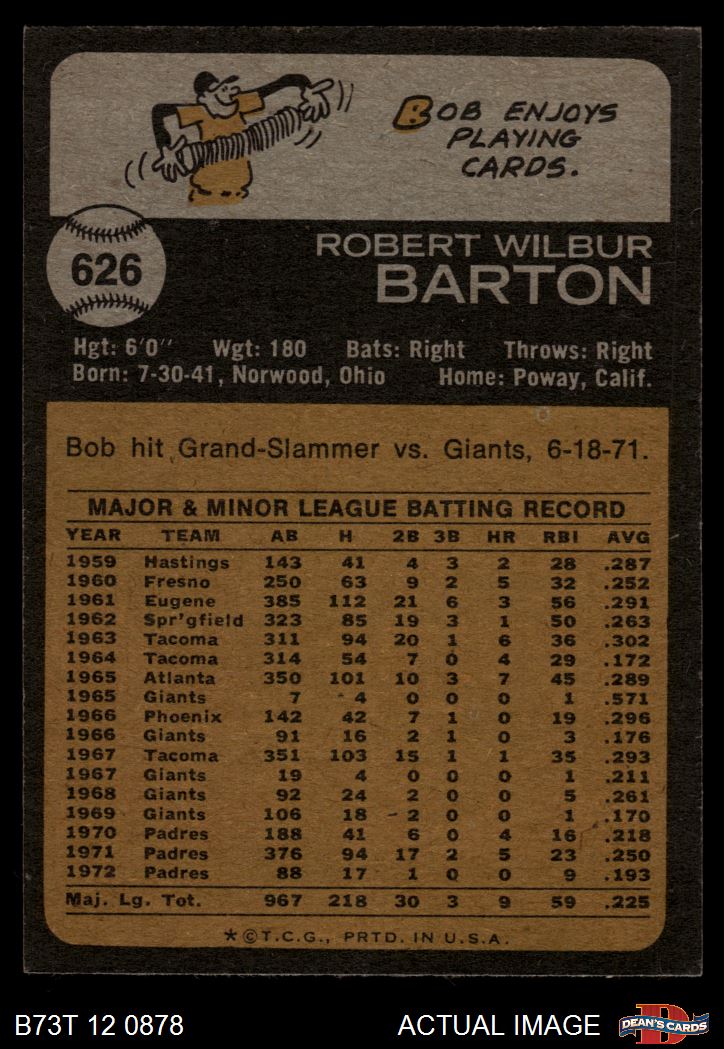 BOB ENJOYS
PLAYING
CARDS.
626
ROBERT WILBUR
BARTON
Hgt: 6'0" Wgt: 180 Bats: Right Throws: Right
Born: 7-30-41, Norwood, Ohio Home: Poway, Calif.
Bob hit Grand-Slammer vs. Giants, 6-18-71.
MAJOR & MINOR LEAGUE BATTING RECORD
YEAR TEAM AB H 2B 3B HR RBI AVG
1959 Hastings 143 41 4 3 2 28 .287
1960 Fresno 250 63 9 2 5 32 .252
1961 Eugene 385 112 21 6 3 56 .291
1962 Spr'gfield 323 85 19 3 1 50 .263
1963 Tacoma 311 94 20 1 6 36 .302
1964 Tacoma 314 54 7 0 4 29 .172
1965 Atlanta 350 101 10 3 7 45 .289
1965 Giants 7 4 0 0 0 1 .571
1966 Phoenix 142 42 7 1 0 19 .296
1966 Giants 91 16 2 1 0 3 .176
1967 Tacoma 351 103 15 1 1 35 .293
1967 Giants 19 4 0 0 0 1 .211
1968 Giants 92 24 2 0 0 5 .261
1969 Giants 106 18 2 0 0 1 .170
1970 Padres 188 41 6 0 4 16 .218
1971 Padres 376 94 17 2 5 23 .250
1972 Padres 88 17 1 0 0 9 .193
Maj. Lg. Tot. 967 218 30 3 9 59 .225
*©T.C.G., PRTD. IN U.S.A.
B73T 12 0878 ACTUAL IMAGE D DEAN'S CARDS